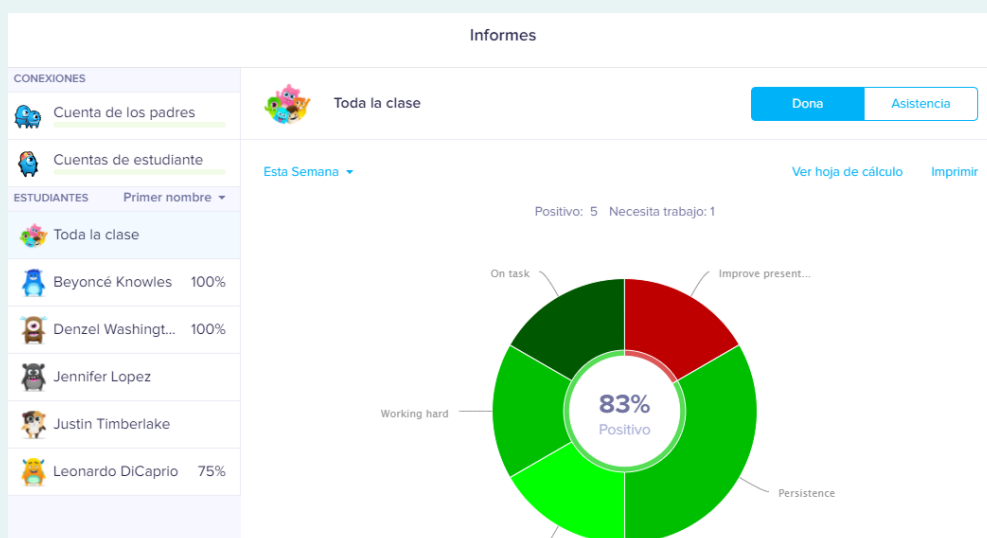 Informes
CONEXIONES
Cuenta de los padres
Cuentas de estudiante
ESTUDIANTES Primer nombre
Toda la clase
Beyoncé Knowles 100%
Denzel Washingt... 100%
Jennifer Lopez
Justin Timberlake
Leonardo DiCaprio 75%
Toda la clase
Dona Asistencia
Esta Semana Ver hoja de cálculo Imprimir
Positivo: 5 Necesita trabajo: 1
On task Improve present...
Working hard
83%
Positivo
Persistence